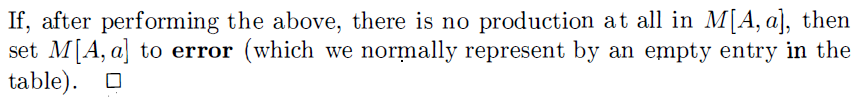 If, after performing the above, there is no production at all in M[A, a], then
set M[A, a] to error (which we normally represent by an empty entry in the
table). □